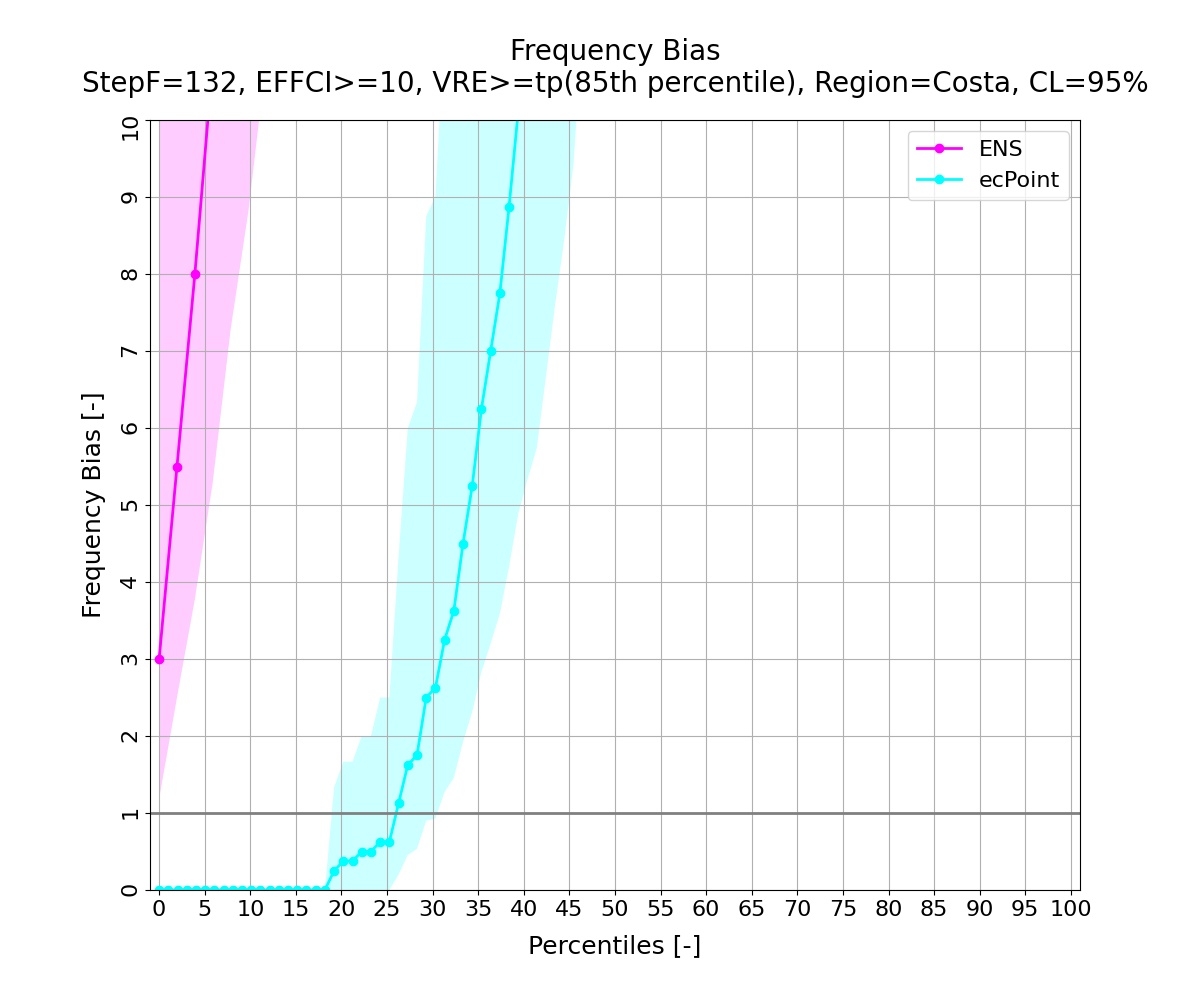 Frequency Bias
StepF=132, EFFCI>=10, VRE>=tp(85th percentile), Region=Costa, CL=95%
ENS
ecPoint
Frequency Bias [-]
10
9
8
7
6
5
4
3
2
1
0
0 5 10 15 20 25 30 35 40 45 50 55 60 65 70 75 80 85 90 95 100
Percentiles [-]